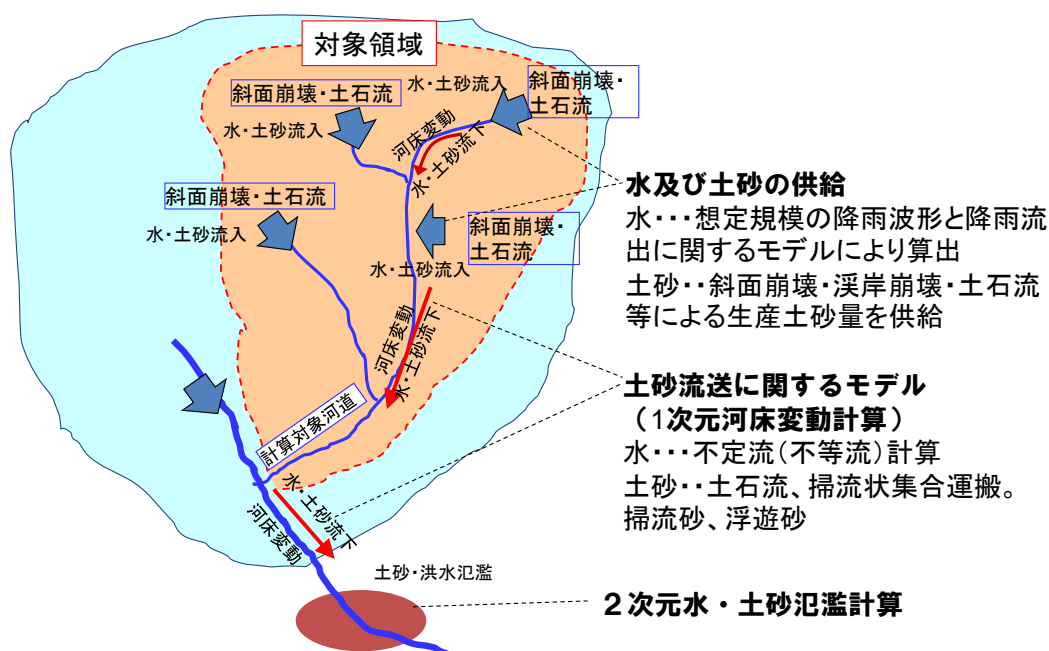 対象領域
水・土砂流入
斜面崩壊・
土石流
斜面崩壊・土石流
水・土砂流入
河床変動
水・土砂流下
斜面崩壊・土石流
水・土砂流入
斜面崩壊・
土石流
水・土砂流入
河床変動
水・土砂流下
計算対象河道
水・土砂流下
河床変動
土砂・洪水氾濫
水及び土砂の供給
水・・・想定規模の降雨波形と降雨流
出に関するモデルにより算出
土砂・・斜面崩壊・渓岸崩壊・土石流
等による生産土砂量を供給
土砂流送に関するモデル
（１次元河床変動計算）
水・・・不定流（不等流）計算
土砂・・土石流、掃流状集合運搬。
掃流砂、浮遊砂
２次元水・土砂氾濫計算